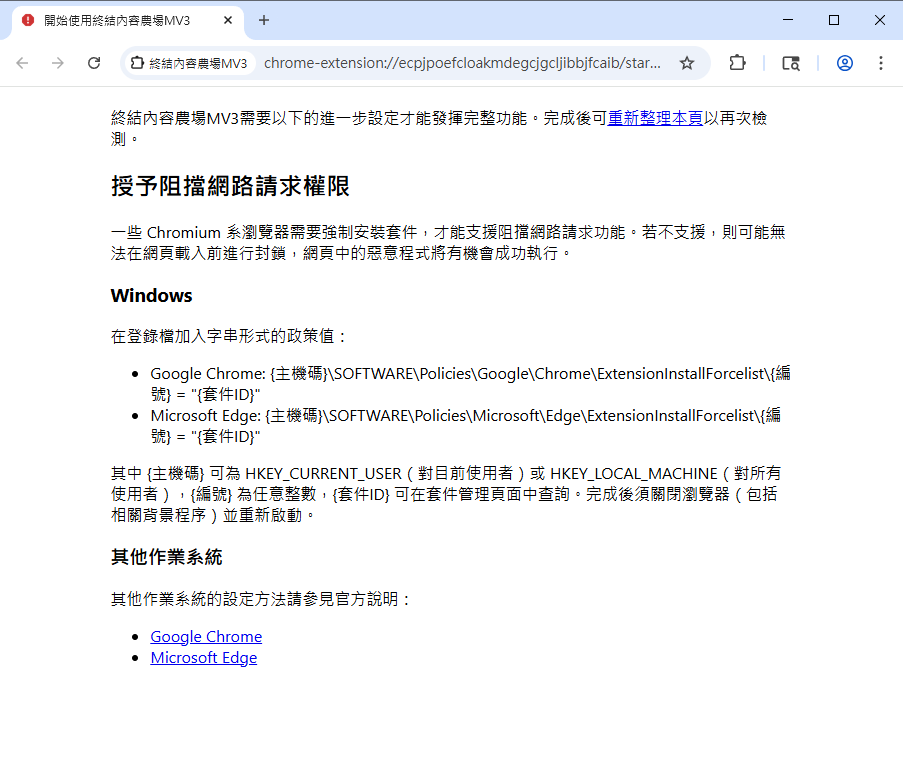 開始使用終結內容農場MV3
終結內容農場MV3
chrome-extension://ecpjpoefcloakmdegcjgcljibbjfcaib/star...
終結內容農場MV3需要以下的進一步設定才能發揮完整功能。完成後可重新整理本頁以再次檢
測。
授予阻擋網路請求權限
一些 Chromium 系瀏覽器需要強制安裝套件，才能支援阻擋網路請求功能。若不支援，則可能無
法在網頁載入前進行封鎖，網頁中的惡意程式將有機會成功執行。
Windows
在登錄檔加入字串形式的政策值：
• Google Chrome: {主機碼}\SOFTWARE\Policies\Google\Chrome\ExtensionInstallForcelist\{編
號} = "{套件ID}"
• Microsoft Edge: {主機碼}\SOFTWARE\Policies\Microsoft\Edge\ExtensionInstallForcelist\{編
號} = "{套件ID}"
其中 {主機碼} 可為 HKEY_CURRENT_USER（對目前使用者）或 HKEY_LOCAL_MACHINE（對所有
使用者），{編號} 為任意整數，{套件ID} 可在套件管理頁面中查詢。完成後須關閉瀏覽器（包括
相關背景程序）並重新啟動。
其他作業系統
其他作業系統的設定方法請參見官方說明：
• Google Chrome
• Microsoft Edge